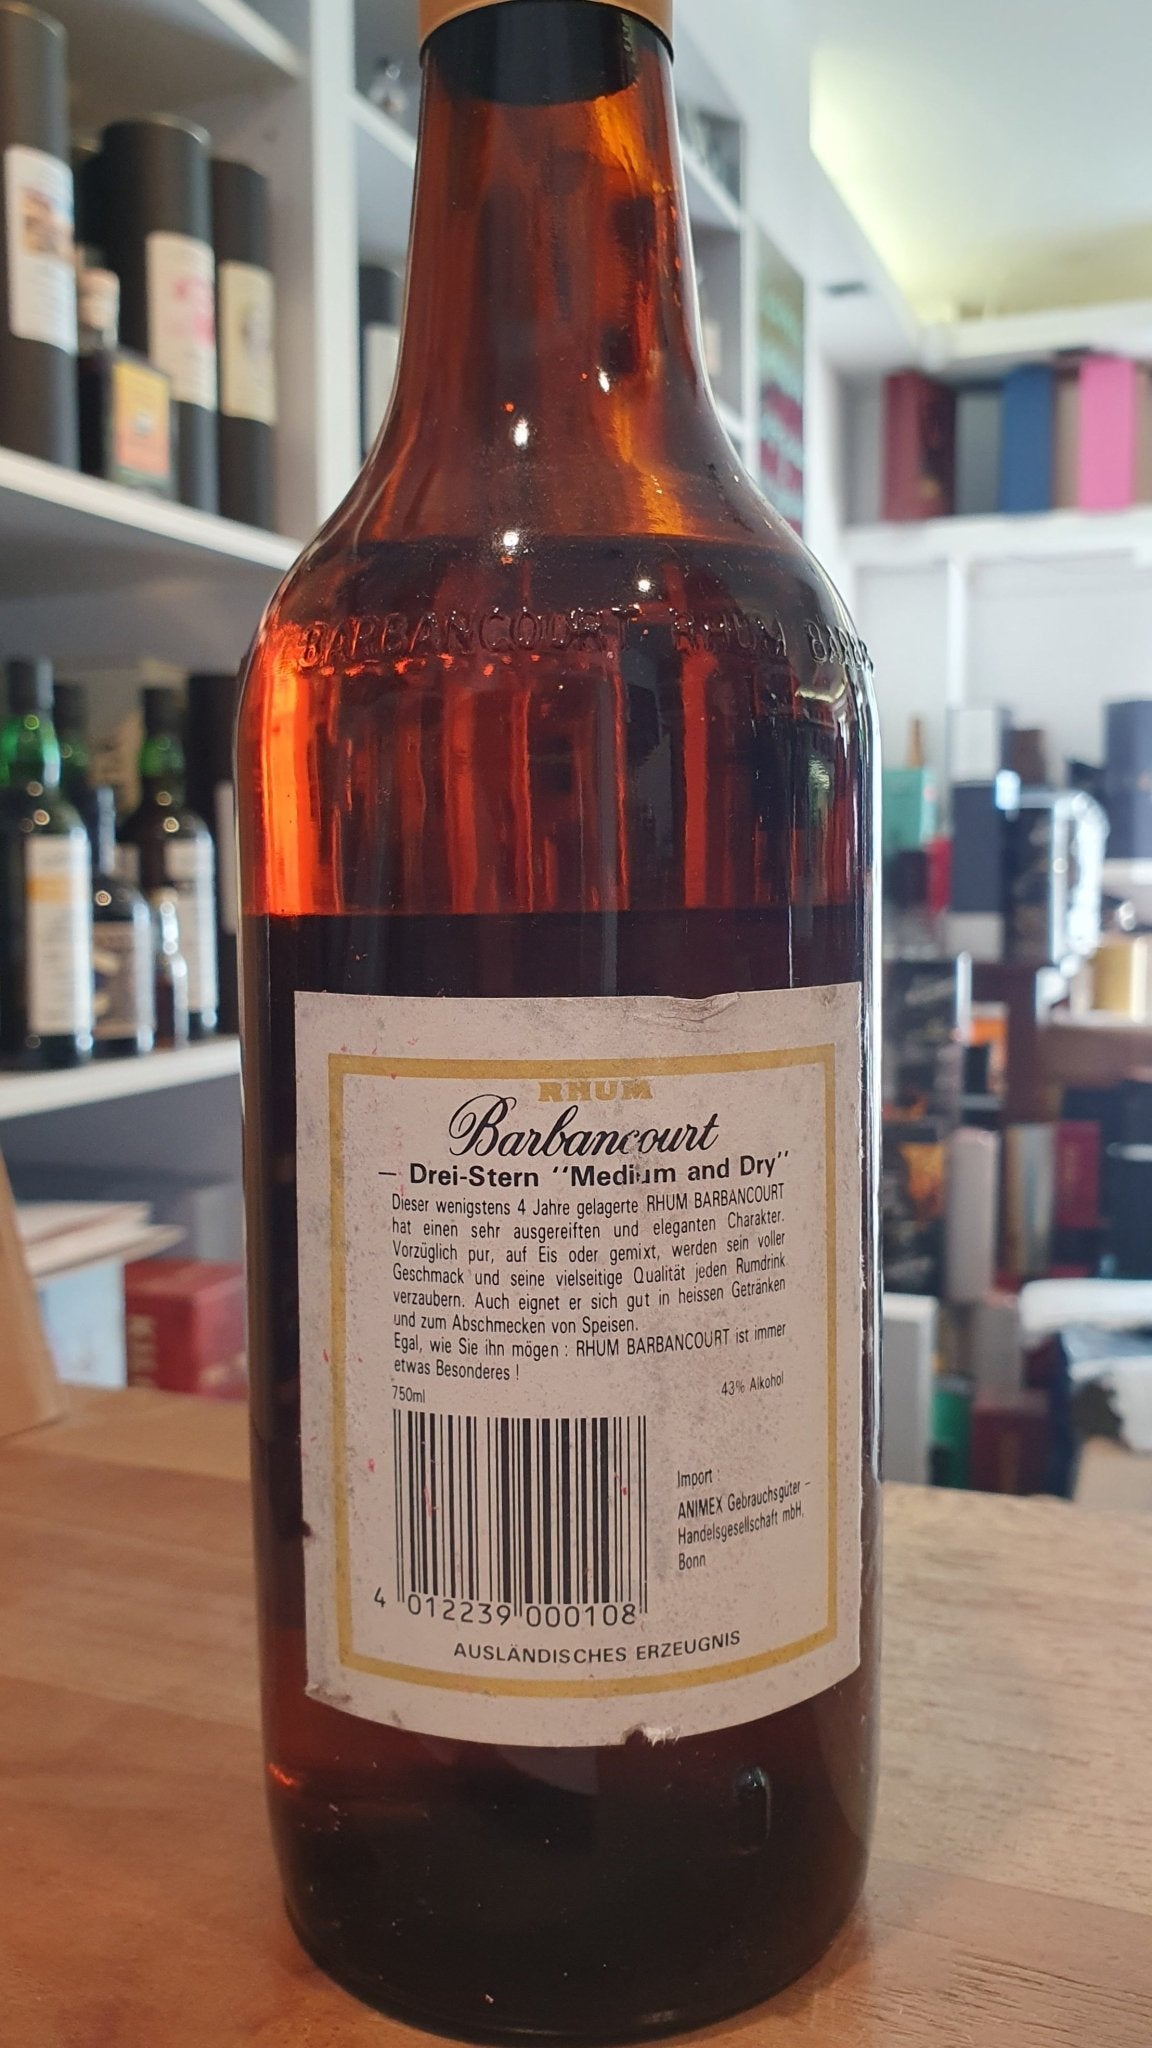 BARBANCOURT RHUM
RHUM
Barbancourt
— Drei-Stern ‘‘Medium and Dry’’
Dieser wenigstens 4 Jahre gelagerte RHUM BARBANCOURT
hat einen sehr ausgereiften und eleganten Charakter.
Vorzüglich pur, auf Eis oder gemixt, werden sein voller
Geschmack und seine vielseitige Qualität jeden Rumdrink
verzaubern. Auch eignet er sich gut in heissen Getränken
und zum Abschmecken von Speisen.
Egal, wie Sie ihn mögen : RHUM BARBANCOURT ist immer
etwas Besonderes !
750ml 43% Alkohol
Import :
ANIMEX Gebrauchsgüter –
Handelsgesellschaft mbH,
Bonn
4 012239 000108
AUSLÄNDISCHES ERZEUGNIS